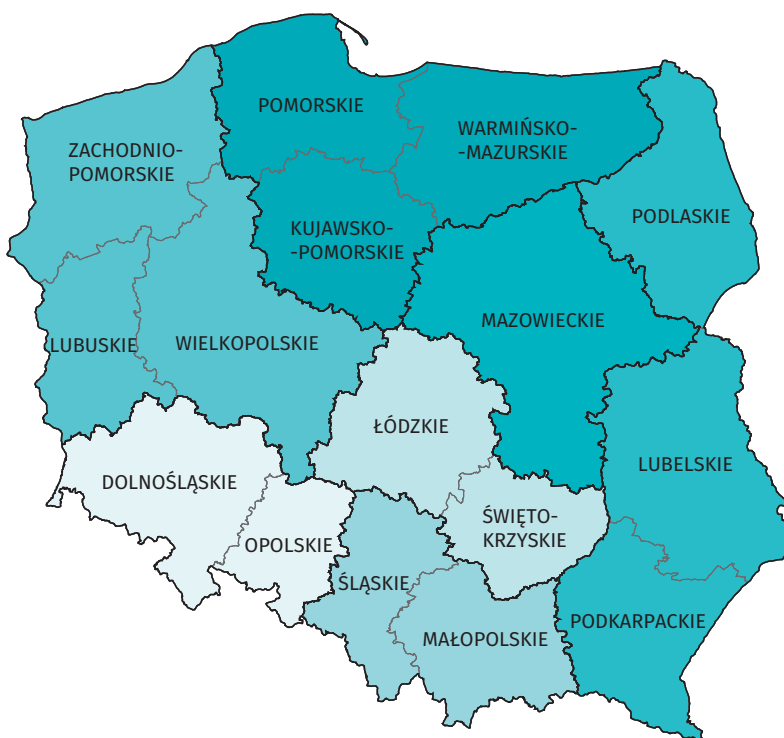 POMORSKIE
WARMIŃSKO-
-MAZURSKIE
ZACHODNIO-
POMORSKIE
PODLASKIE
KUJAWSKO-
-POMORSKIE
MAZOWIECKIE
LUBUSKIE
WIELKOPOLSKIE
ŁÓDZKIE
LUBELSKIE
DOLNOŚLĄSKIE
ŚWIĘTO-
KRZYSKIE
OPOLSKIE
ŚLĄSKIE
PODKARPACKIE
MAŁOPOLSKIE